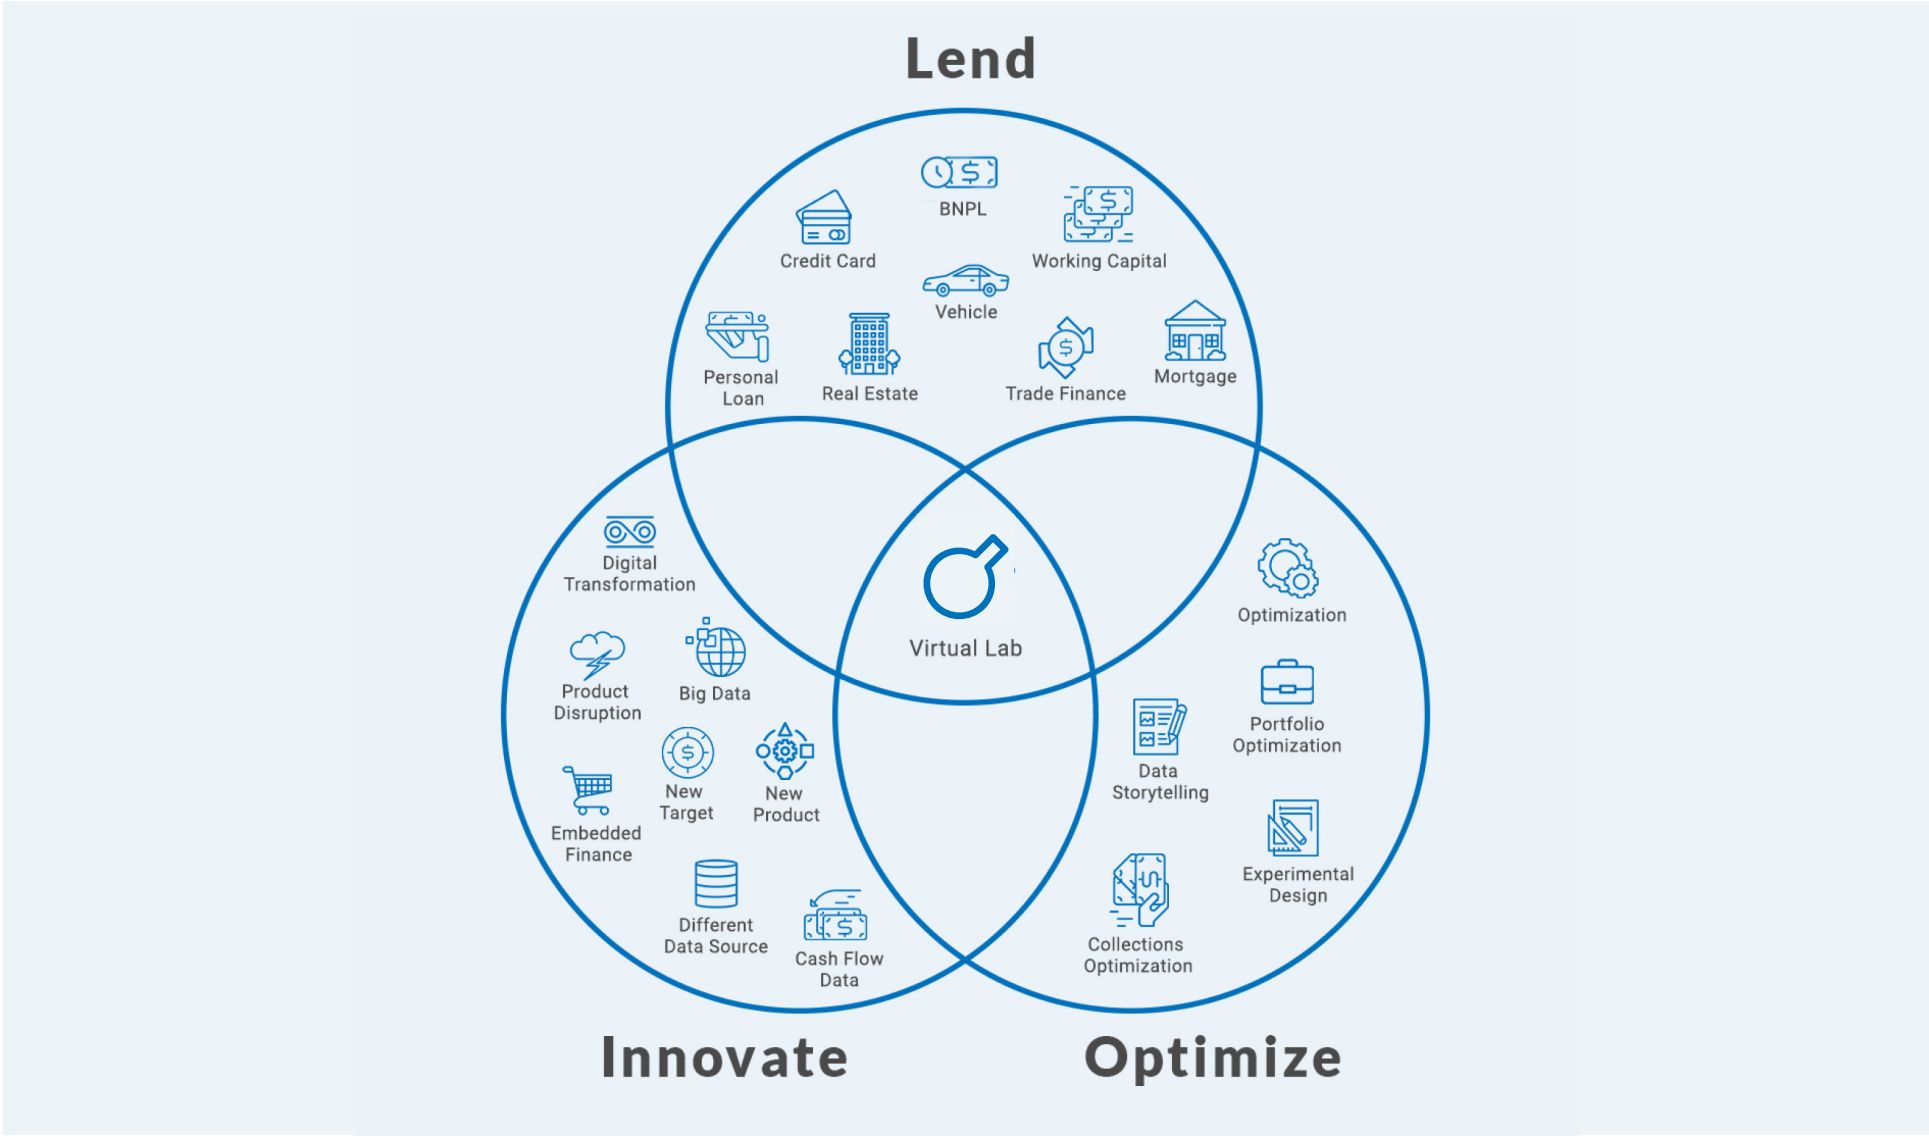 Lend
BNPL
Credit Card
Working Capital
Vehicle
Personal
Loan
Real Estate
Trade Finance
Mortgage
Digital
Transformation
Product
Disruption
Big Data
New
Target
New
Product
Embedded
Finance
Different
Data Source
Cash Flow
Data
Virtual Lab
Optimization
Portfolio
Optimization
Data
Storytelling
Experimental
Design
Collections
Optimization
Innovate
Optimize